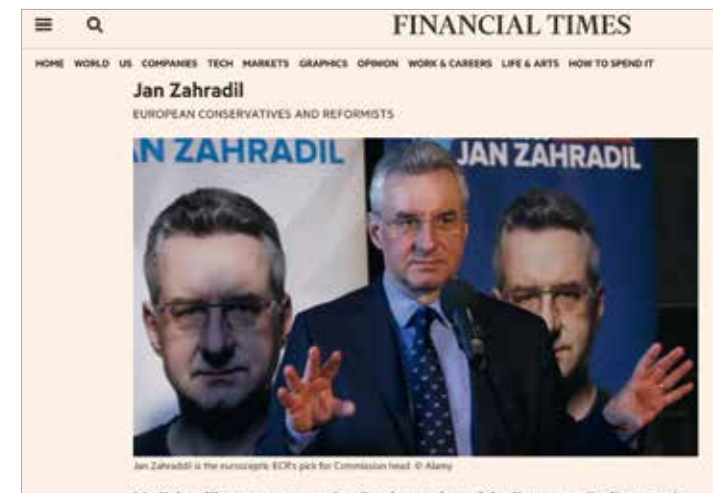 FINANCIAL TIMES
HOME WORLD US COMPANIES TECH MARKETS GRAPHICS OPINION WORK & CAREERS LIFE & ARTS HOW TO SPEND IT
Jan Zahradil
EUROPEAN CONSERVATIVES AND REFORMISTS
AN ZAHRADIL
JAN ZAHRADIL
Jan Zahraddil is the eurosceptic ECR's pick for Commission head © Alamy